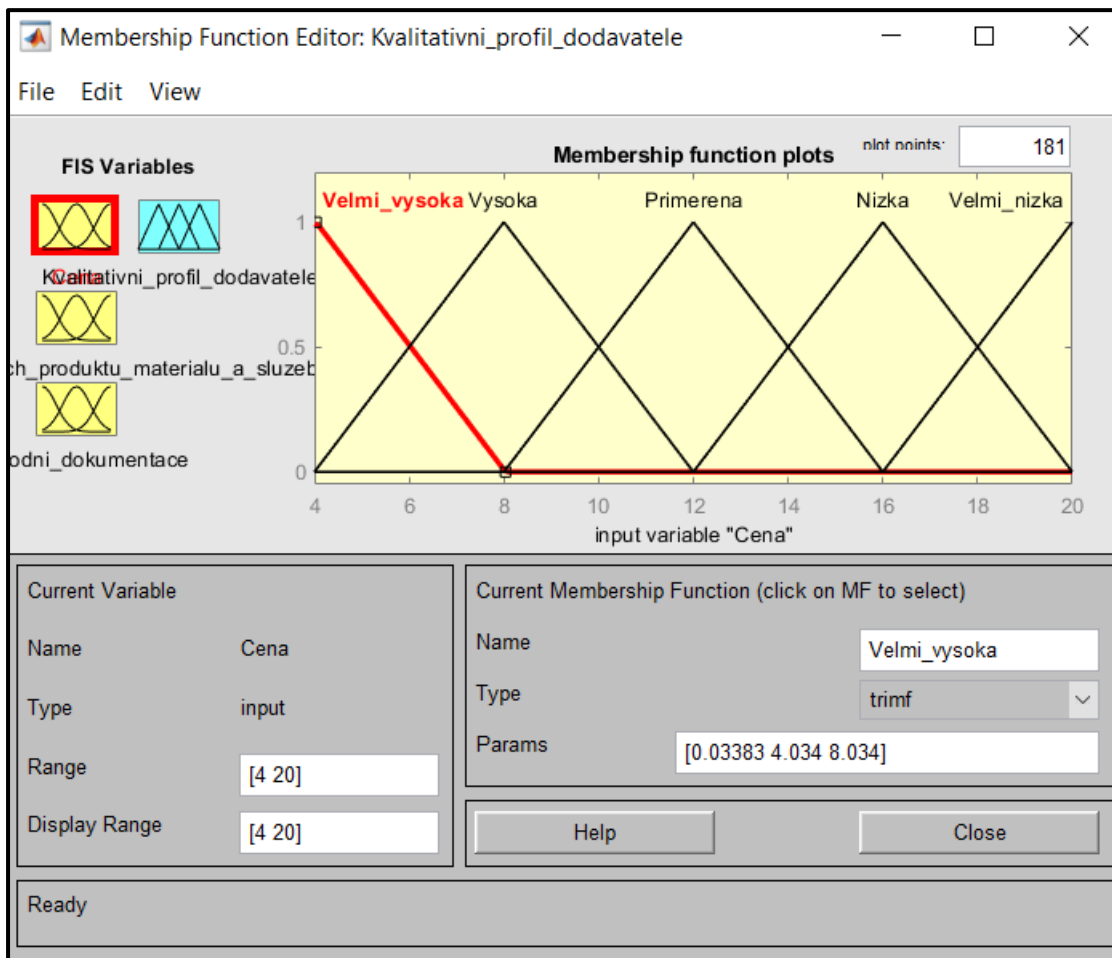 Membership Function Editor: Kvalitativni_profil_dodavatele
File Edit View
FIS Variables
Cena
Kvalitativni_profil_dodavatele
ch_produktu_materialu_a_sluzeb
odni_dokumentace
Membership function plots
plot points: 181
Velmi_vysoka Vysoka Primerena Nizka Velmi_nizka
1
0.5
0
4 6 8 10 12 14 16 18 20
input variable "Cena"
Current Variable
Name Cena
Type input
Range [4 20]
Display Range [4 20]
Current Membership Function (click on MF to select)
Name Velmi_vysoka
Type trimf
Params [0.03383 4.034 8.034]
Help Close
Ready